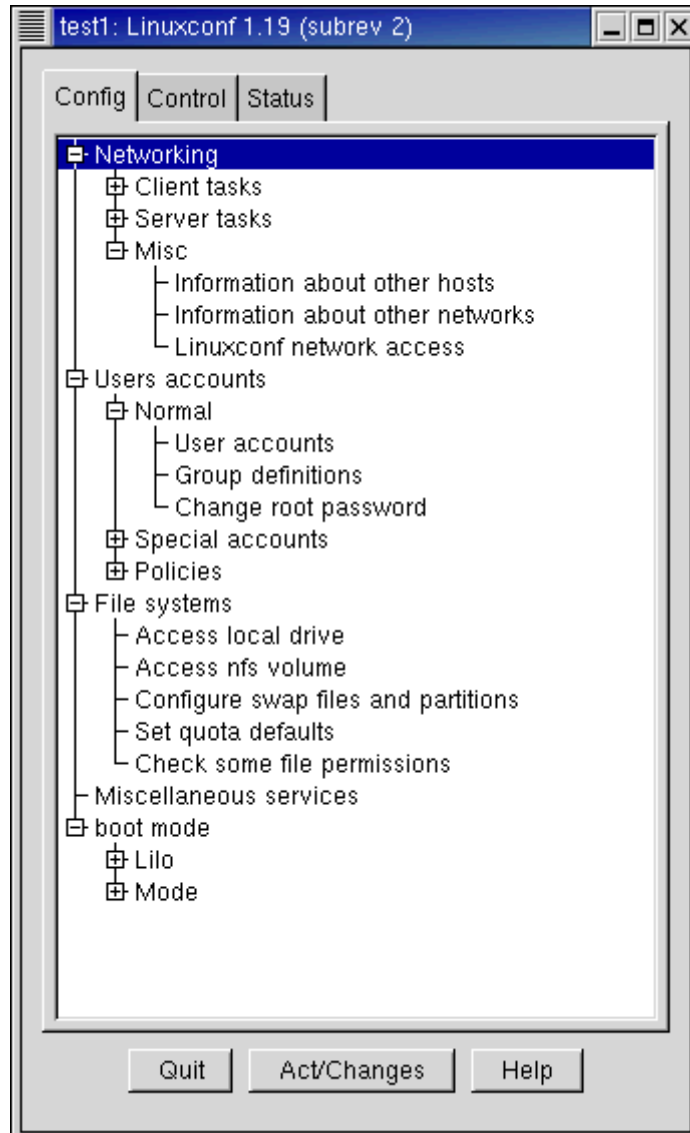 test1: Linuxconf 1.19 (subrev 2)
Config Control Status
Networking
Client tasks
Server tasks
Misc
Information about other hosts
Information about other networks
Linuxconf network access
Users accounts
Normal
User accounts
Group definitions
Change root password
Special accounts
Policies
File systems
Access local drive
Access nfs volume
Configure swap files and partitions
Set quota defaults
Check some file permissions
Miscellaneous services
boot mode
Lilo
Mode
Quit Act/Changes Help